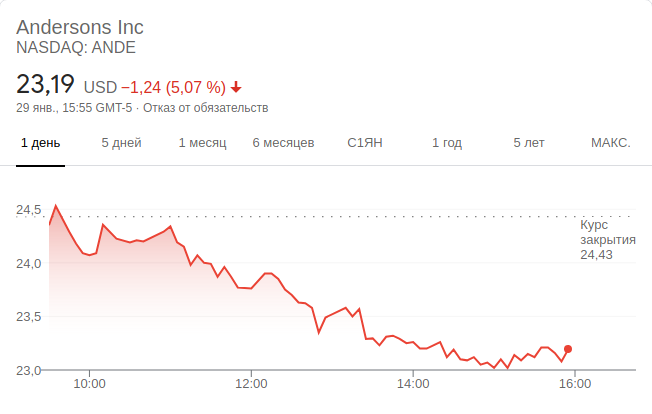 Andersons Inc
NASDAQ: ANDE
23,19 USD −1,24 (5,07 %)
29 янв., 15:55 GMT-5 · Отказ от обязательств
1 день 5 дней 1 месяц 6 месяцев С1ЯН 1 год 5 лет МАКС.
24,5
Курс
закрытия
24,43
24,0
23,5
23,0
10:00 12:00 14:00 16:00